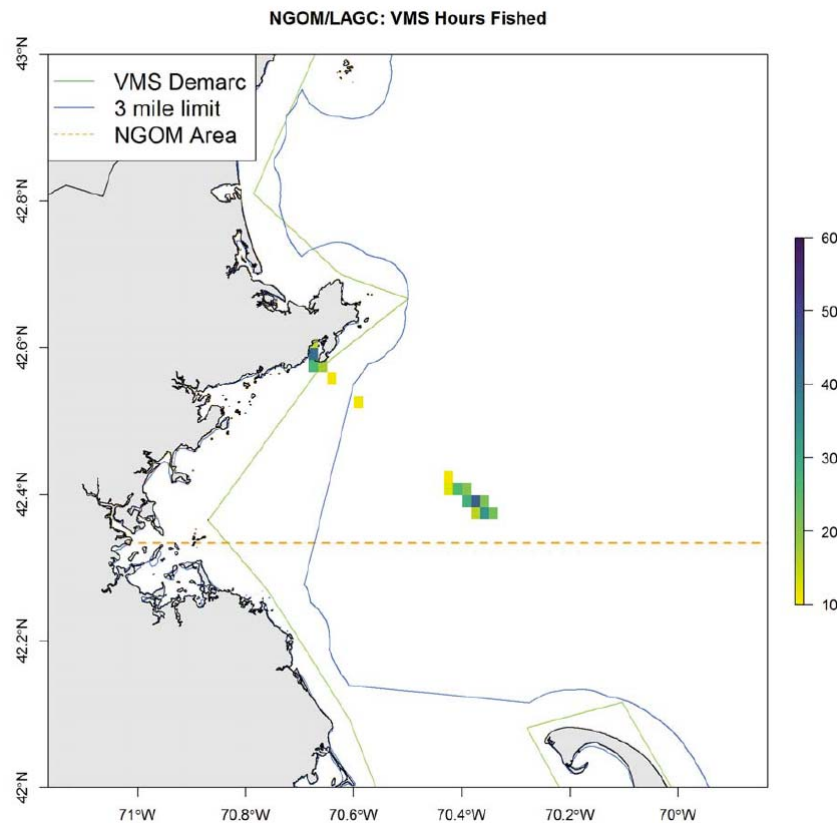 NGOM/LAGC: VMS Hours Fished
VMS Demarc
3 mile limit
NGOM Area
43°N
42.8°N
42.6°N
42.4°N
42.2°N
42°N
71°W
70.8°W
70.6°W
70.4°W
70.2°W
70°W
60
50
40
30
20
10